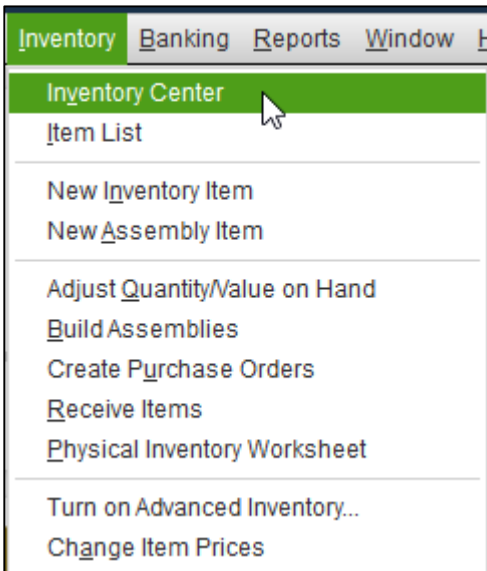 Inventory Banking Reports Window H
Inventory Center
Item List
New Inventory Item
New Assembly Item
Adjust Quantity/Value on Hand
Build Assemblies
Create Purchase Orders
Receive Items
Physical Inventory Worksheet
Turn on Advanced Inventory...
Change Item Prices